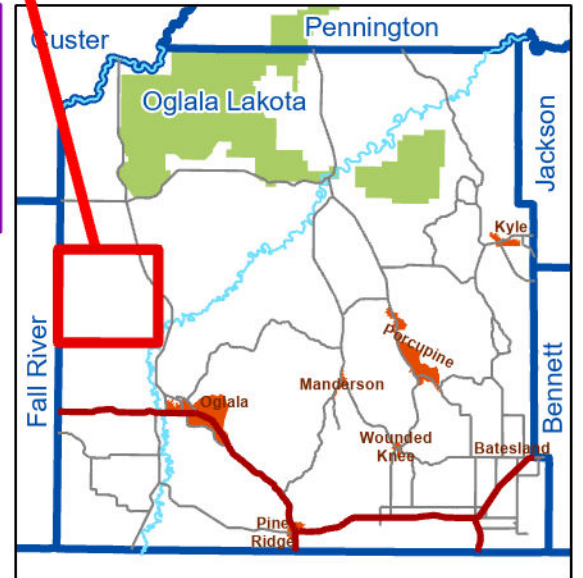 Custer
Pennington
Oglala Lakota
Jackson
Kyle
Fall River
Porcupine
Manderson
Oglala
Bennett
Wounded
Knee
Batesland
Pine
Ridge